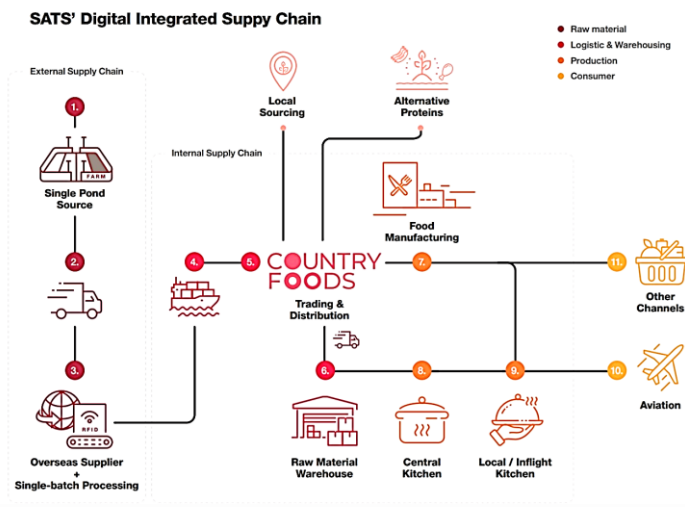 SATS' Digital Integrated Suppy Chain
Raw material
Logistic & Warehousing
Production
Consumer
External Supply Chain
1.
FARM
Single Pond
Source
2.
3.
RFID
Overseas Supplier
+
Single-batch Processing
Local
Sourcing
Alternative
Proteins
Internal Supply Chain
Food
Manufacturing
4.
5.
COUNTRY
FOODS
Trading &
Distribution
7.
11.
Other
Channels
6.
8.
9.
10.
Raw Material
Warehouse
Central
Kitchen
Local / Inflight
Kitchen
Aviation